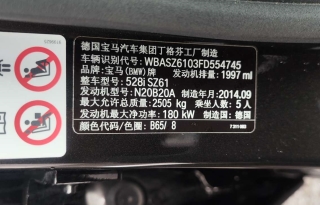 德国宝马汽车集团丁格芬工厂制造
车辆识别代号: WBASZ6103FD554745
品牌: 宝马(BMW)牌 发动机排量: 1997 ml
整车型号: 528i SZ61
发动机型号: N20B20A 制造年月: 2014.09
最大允许总质量: 2505 kg 乘坐人数: 5人
发动机最大净功率: 180 kW 制造国: 德国
颜色代码/色圈: B65/ 8